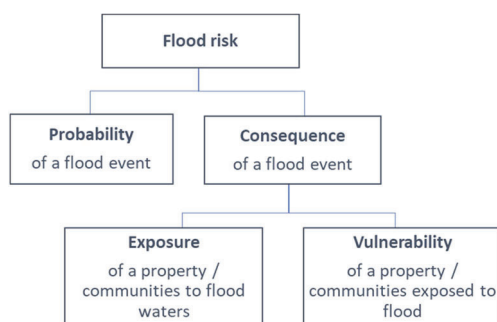 Flood risk
Probability
of a flood event
Consequence
of a flood event
Exposure
of a property /
communities to flood
waters
Vulnerability
of a property /
communities exposed to
flood